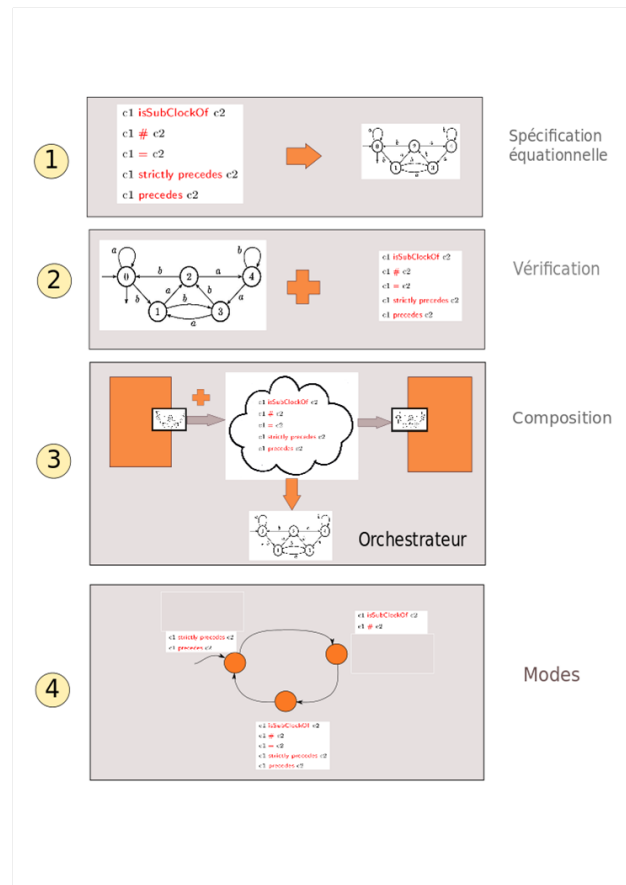 1
c1 isSubClockOf c2
c1 # c2
c1 = c2
c1 strictly precedes c2
c1 precedes c2
Spécification
équationnelle
2
a
b
0
b
2
a
4
b
a
b
b
a
1
3
a
c1 isSubClockOf c2
c1 # c2
c1 = c2
c1 strictly precedes c2
c1 precedes c2
Vérification
3
c1 isSubClockOf c2
c1 # c2
c1 = c2
c1 strictly precedes c2
c1 precedes c2
Orchestrateur
Composition
4
c1 strictly precedes c2
c1 precedes c2
c1 isSubClockOf c2
c1 # c2
c1 isSubClockOf c2
c1 # c2
c1 = c2
c1 strictly precedes c2
c1 precedes c2
Modes